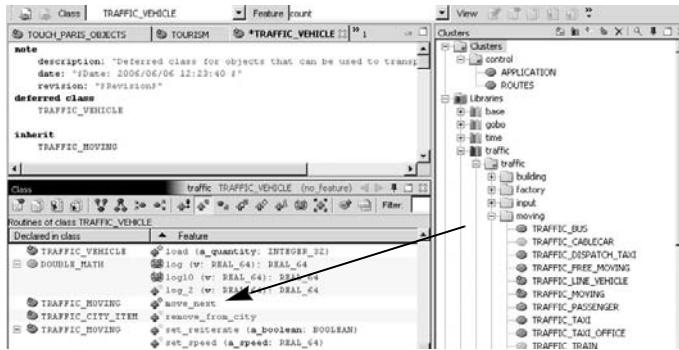 Class TRAFFIC_VEHICLE Feature count View
TOUCH_PARIS_OBJECTS TOURISM *TRAFFIC_VEHICLE 1
note
description: "Deferred class for objects that can be used to transp
date: "$Date: 2006/06/06 12:23:40 $"
revision: "$Revision$"
deferred class
TRAFFIC_VEHICLE
inherit
TRAFFIC_MOVING
Class traffic TRAFFIC_VEHICLE (no_feature)
Filter:
Routines of class TRAFFIC_VEHICLE
Declared in class Feature
TRAFFIC_VEHICLE load (a_quantity: INTEGER_32)
DOUBLE_MATH log (v: REAL_64): REAL_64
log10 (v: REAL_64): REAL_64
log_2 (v: REAL_64): REAL_64
TRAFFIC_MOVING move_next
TRAFFIC_CITY_ITEM remove_from_city
TRAFFIC_MOVING set_reiterate (a_boolean: BOOLEAN)
set_speed (a_speed: REAL_64)
Clusters
Clusters
control
APPLICATION
ROUTES
Libraries
base
gobo
time
traffic
traffic
building
factory
input
moving
TRAFFIC_BUS
TRAFFIC_CABLECAR
TRAFFIC_DISPATCH_TAXI
TRAFFIC_FREE_MOVING
TRAFFIC_LINE_VEHICLE
TRAFFIC_MOVING
TRAFFIC_PASSENGER
TRAFFIC_TAXI
TRAFFIC_TAXI_OFFICE
TRAFFIC_TRAIN